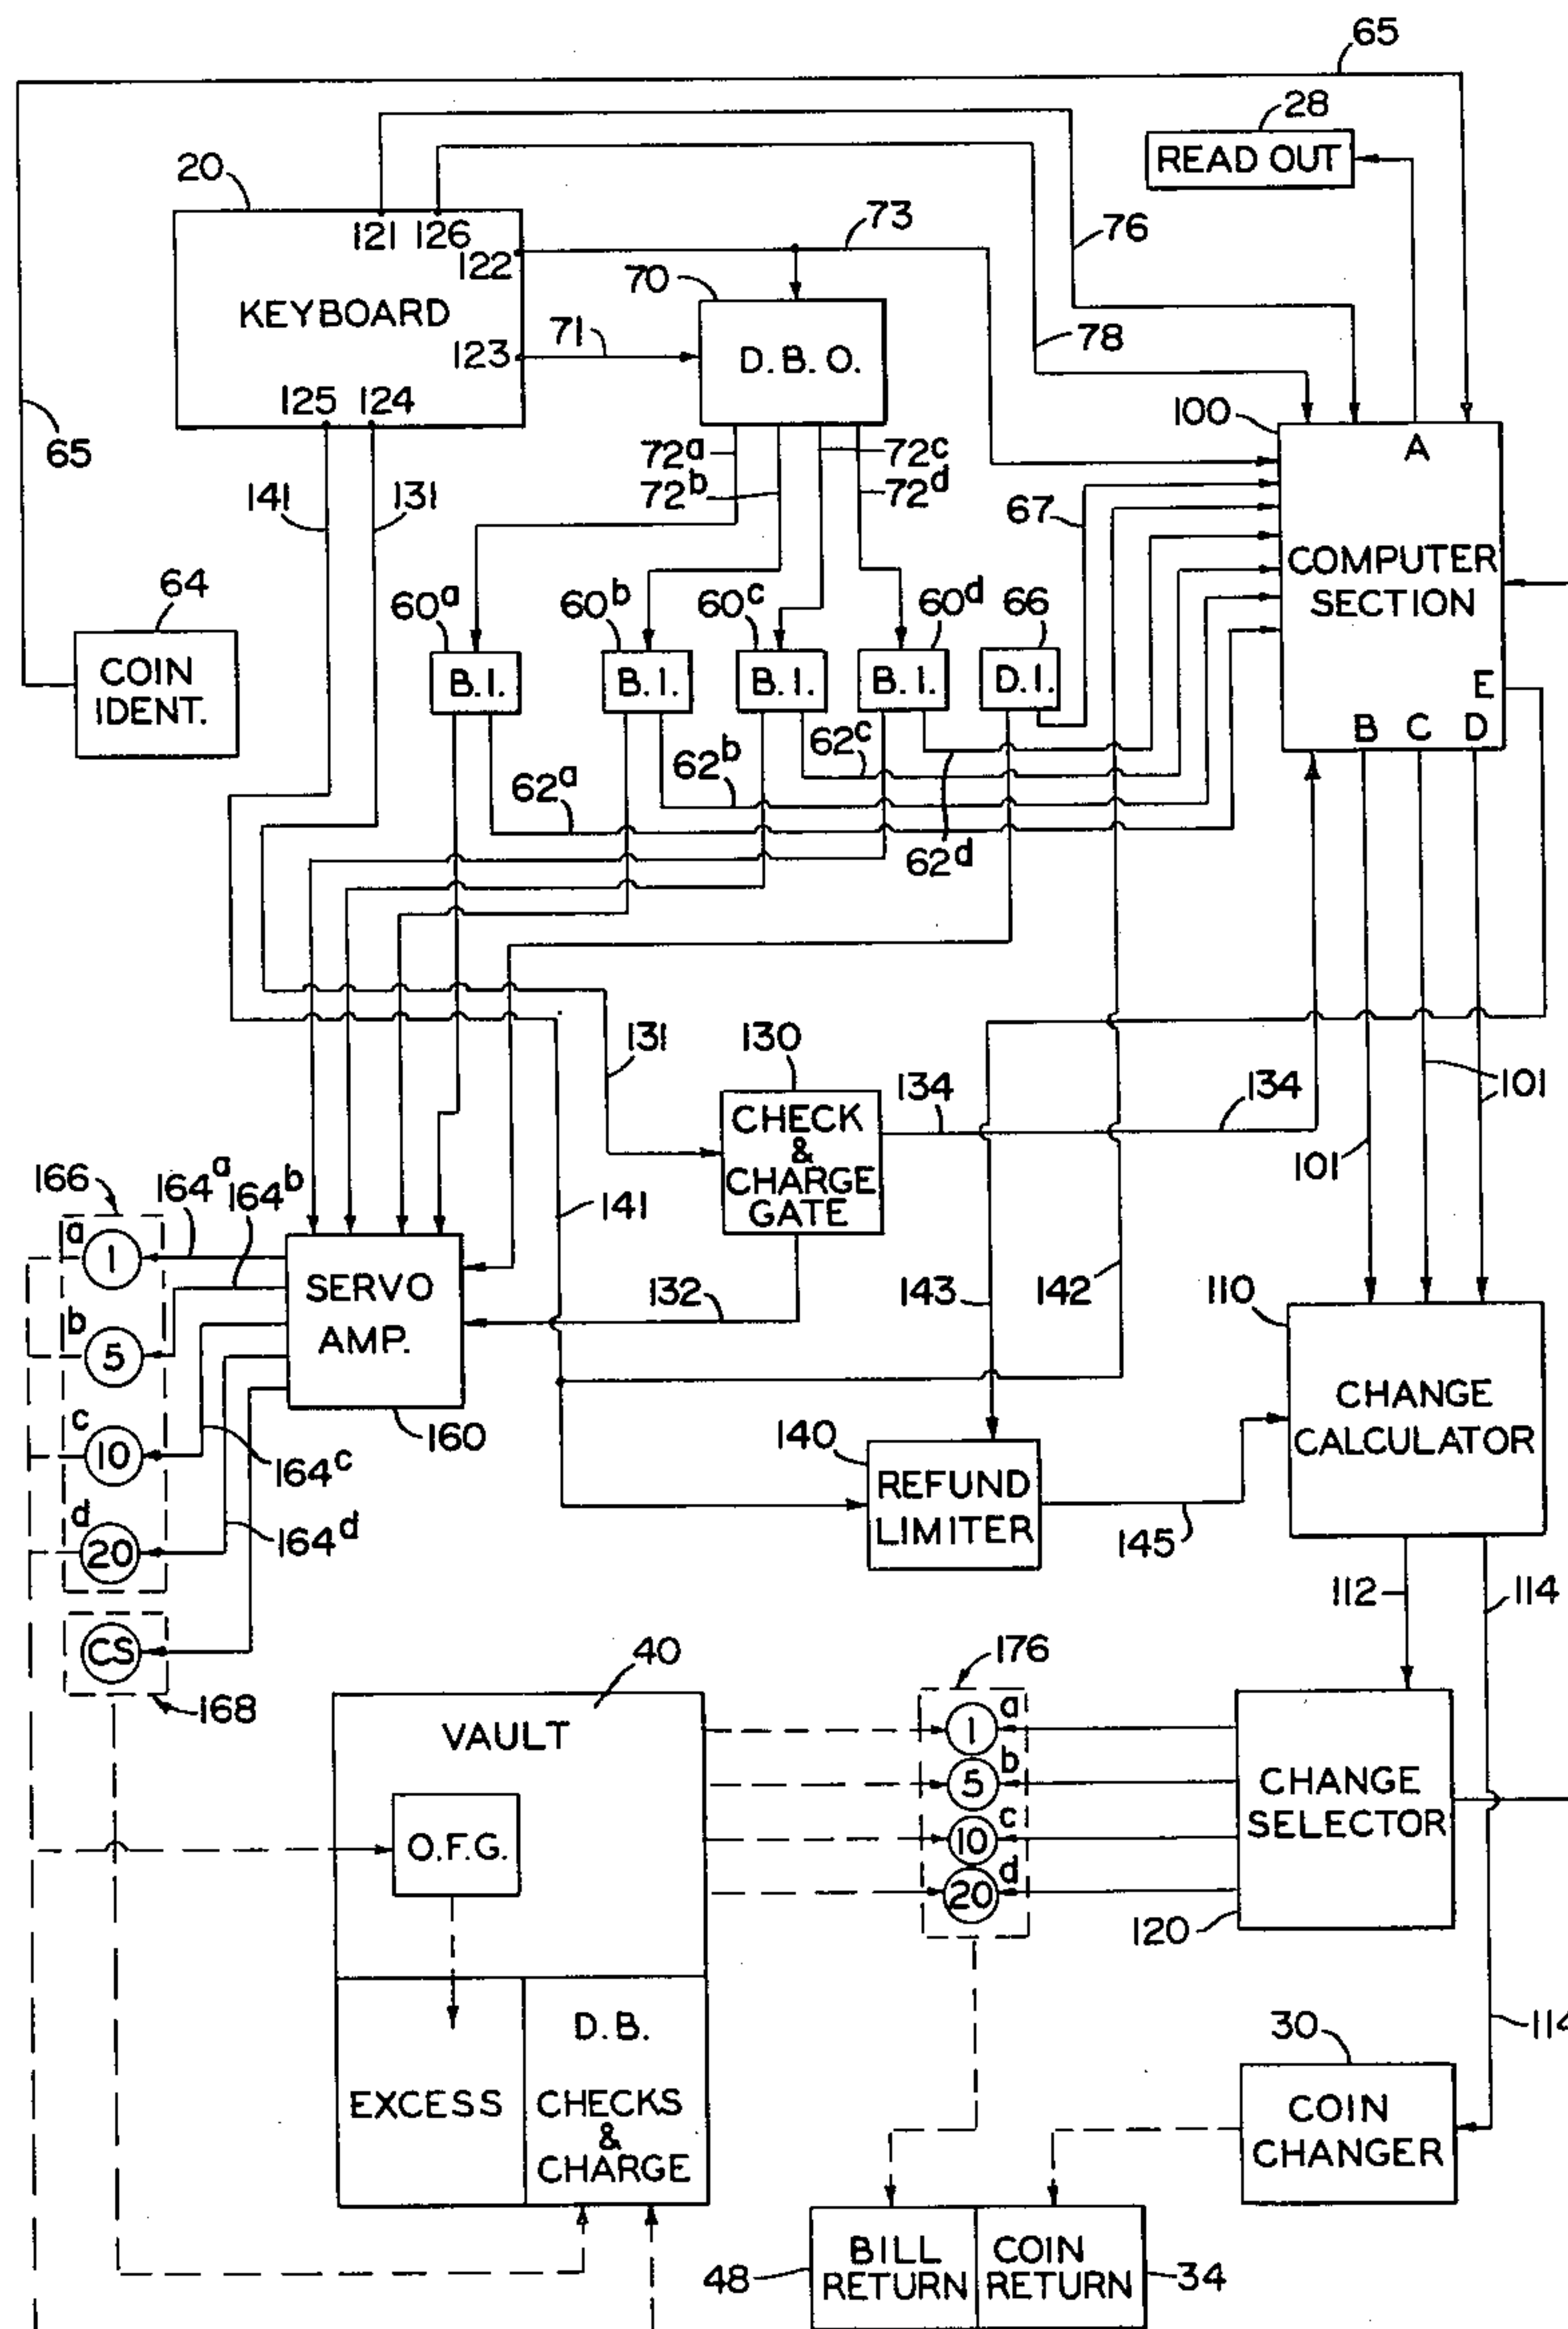 65
28
READ OUT
20
121 126
122
73
76
KEYBOARD
70
71
123
D. B. O.
78
125 124
100
A
65
72a
72c
72b
72d
141
131
67
COMPUTER
SECTION
64
60a
60b
60c
60d
66
COIN
IDENT.
B. I.
B. I.
B. I.
B. I.
D. I.
E
B C D
62a
62b
62c
62d
131
130
134
134
101
101
CHECK
&
CHARGE
GATE
166
164a
164b
141
a
1
SERVO
AMP.
132
143
142
110
b
5
CHANGE
CALCULATOR
c
10
160
140
164c
REFUND
LIMITER
d
20
164d
145
112
114
CS
168
40
176
VAULT
1
a
5
b
CHANGE
SELECTOR
10
c
O.F.G.
20
d
120
D.B.
30
114
EXCESS
CHECKS
&
CHARGE
COIN
CHANGER
48
BILL
RETURN
COIN
RETURN
34